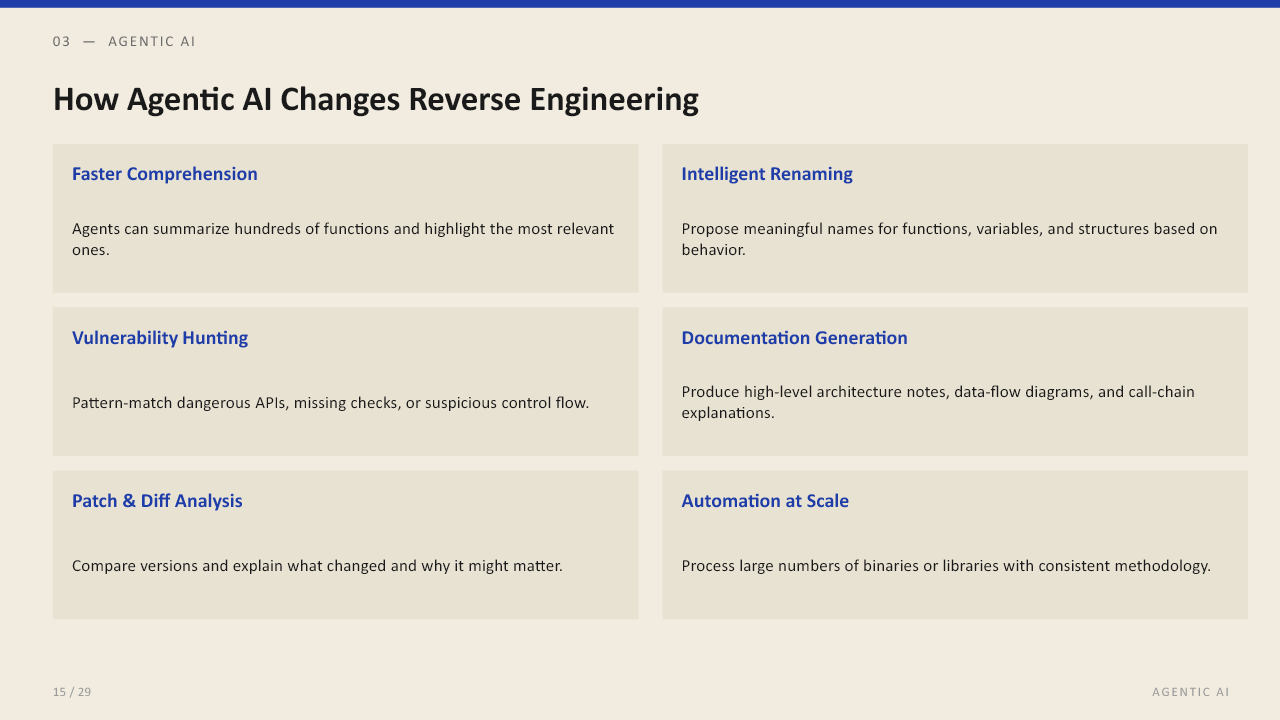 03 — AGENTIC AI
How Agentic AI Changes Reverse Engineering
Faster Comprehension
Agents can summarize hundreds of functions and highlight the most relevant
ones.
Intelligent Renaming
Propose meaningful names for functions, variables, and structures based on
behavior.
Vulnerability Hunting
Pattern-match dangerous APIs, missing checks, or suspicious control flow.
Documentation Generation
Produce high-level architecture notes, data-flow diagrams, and call-chain
explanations.
Patch & Diff Analysis
Compare versions and explain what changed and why it might matter.
Automation at Scale
Process large numbers of binaries or libraries with consistent methodology.
15 / 29
AGENTIC AI